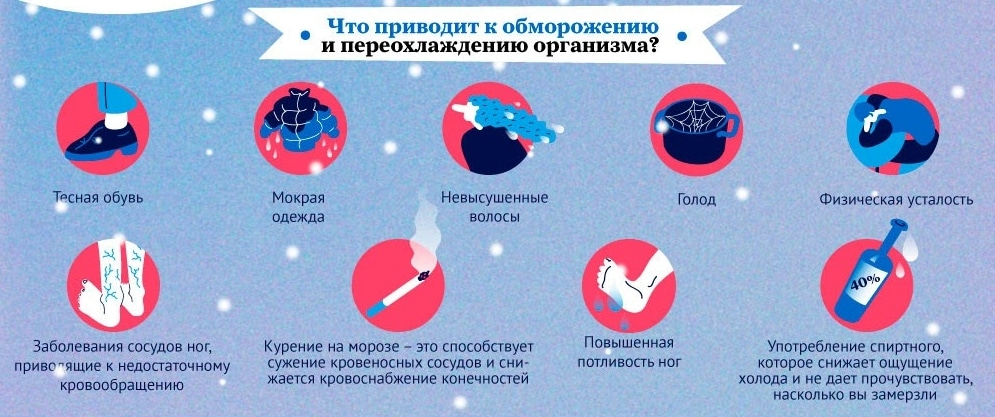 Что приводит к обморожению
и переохлаждению организма?
Тесная обувь
Мокрая
одежда
Невысушенные
волосы
Голод
Физическая усталость
Заболевания сосудов ног,
приводящие к недостаточному
кровообращению
Курение на морозе – это способствует
сужение кровеносных сосудов и сни-
жается кровоснабжение конечностей
Повышенная
потливость ног
40%
Употребление спиртного,
которое снижает ощущение
холода и не дает прочувствовать,
насколько вы замерзли